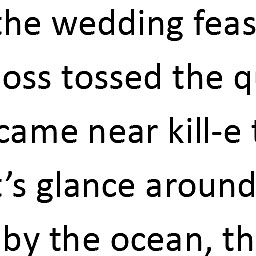 the wedding feas
oss tossed the q
came near kill-e t
t’s glance around
by the ocean, th